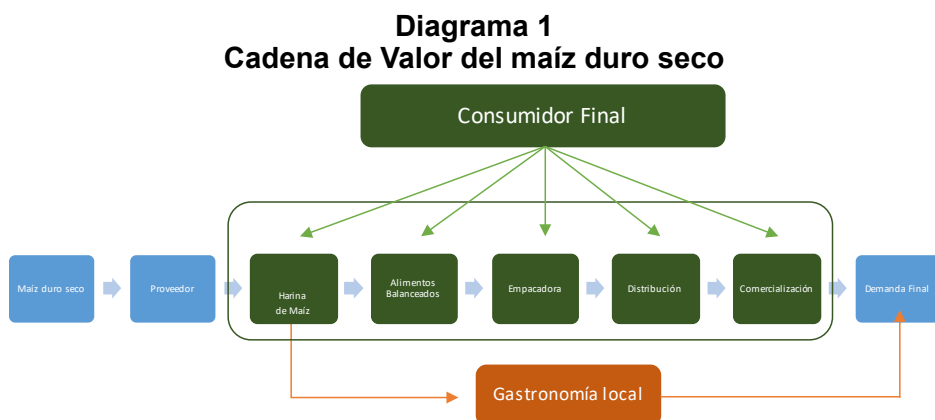 Diagrama 1
Cadena de Valor del maíz duro seco
Consumidor Final
Maíz duro seco
Proveedor
Harina
de Maíz
Alimentos
Balanceados
Empacadora
Distribución
Comercialización
Demanda Final
Gastronomía local